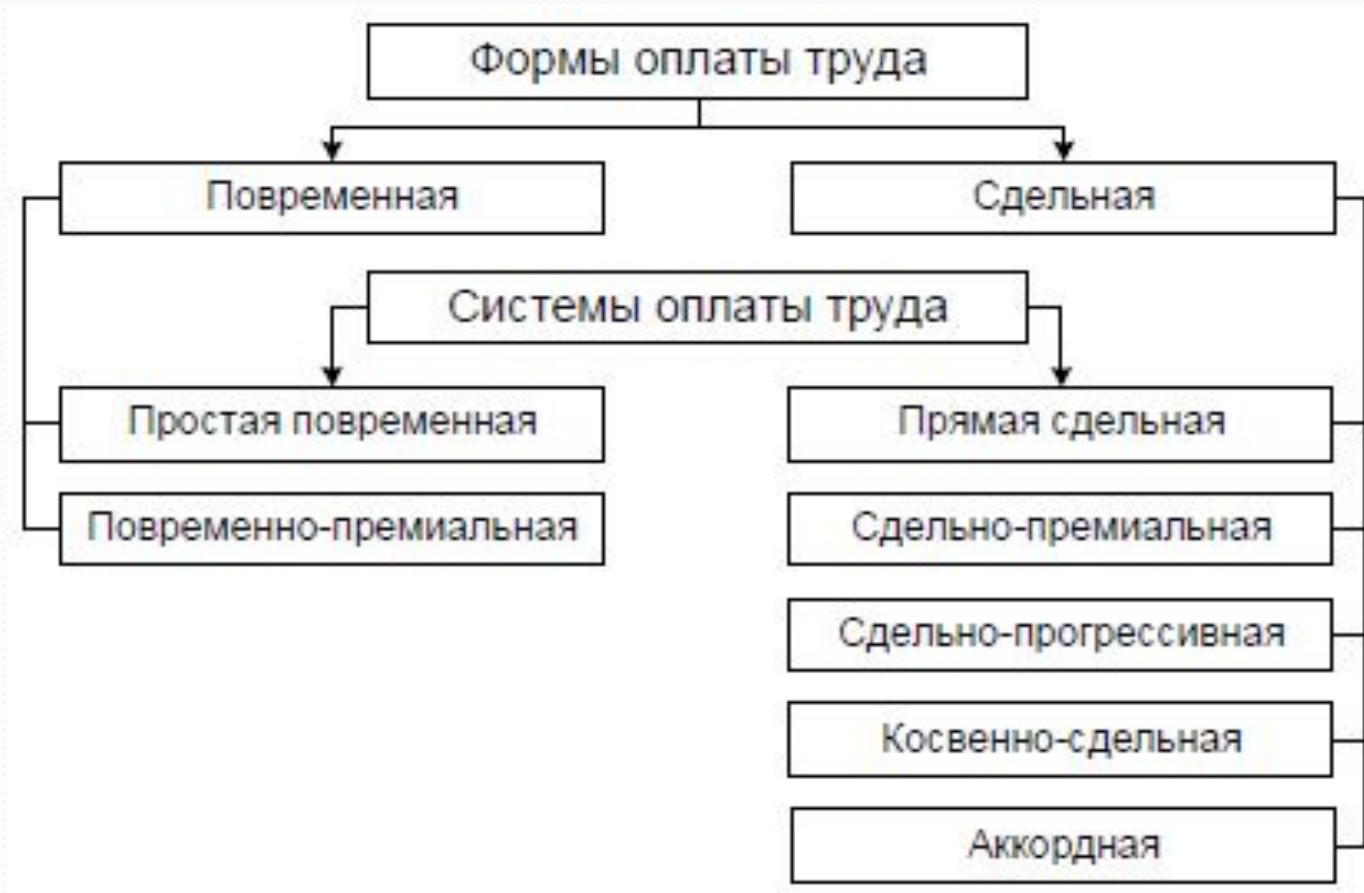 Формы оплаты труда
Повременная
Сдельная
Системы оплаты труда
Простая повременная
Прямая сдельная
Повременно-премиальная
Сдельно-премиальная
Сдельно-прогрессивная
Косвенно-сдельная
Аккордная